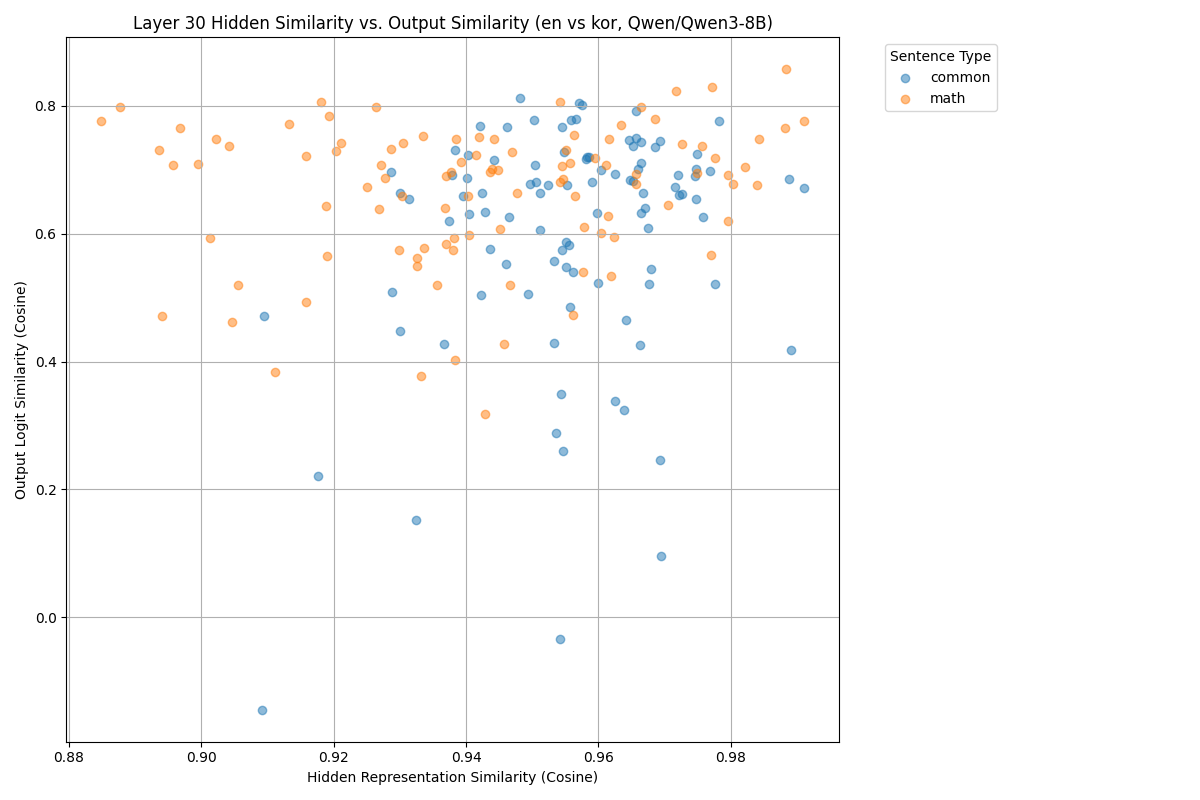 Layer 30 Hidden Similarity vs. Output Similarity (en vs kor, Qwen/Qwen3-8B)
Sentence Type
common
math
Output Logit Similarity (Cosine)
0.8
0.6
0.4
0.2
0.0
0.88 0.90 0.92 0.94 0.96 0.98
Hidden Representation Similarity (Cosine)